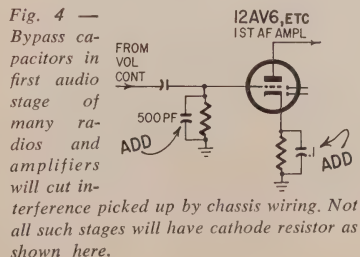 Fig. 4 —
Bypass ca-
pacitors in
first audio
stage of
many ra-
dios and
amplifiers
will cut in-
terference picked up by chassis wiring. Not
all such stages will have cathode resistor as
shown here.
12AV6, ETC
1ST AF AMPL
FROM
VOL
CONT
500PF
ADD
.1
ADD